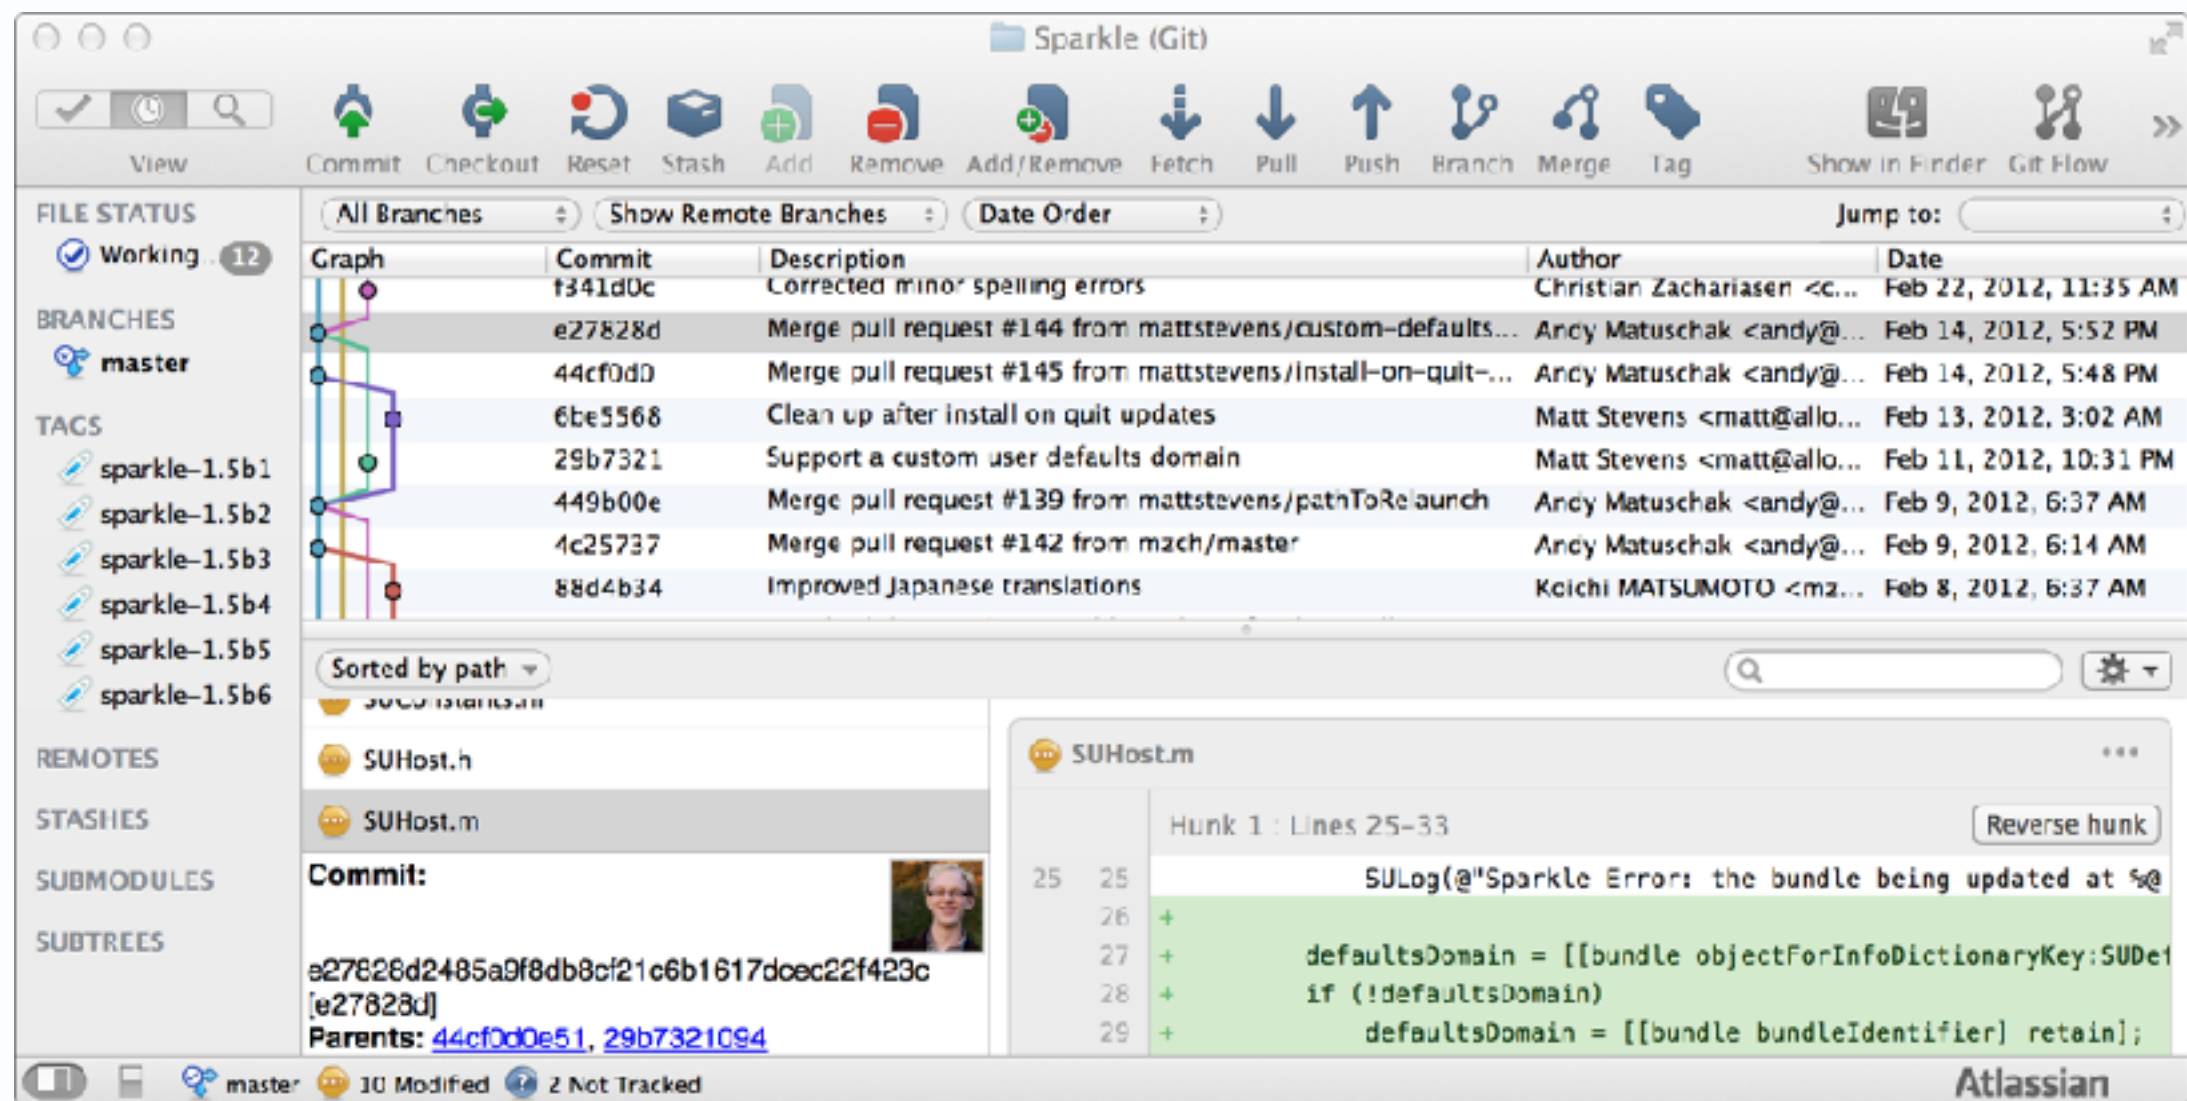 Sparkle (Git)
View Commit Checkout Reset Stash Add Remove Add/Remove Fetch Pull Push Branch Merge Tag Show in Finder Git Flow
FILE STATUS
Working 12
BRANCHES
master
TAGS
sparkle-1.5b1
sparkle-1.5b2
sparkle-1.5b3
sparkle-1.5b4
sparkle-1.5b5
sparkle-1.5b6
REMOTES
STASHES
SUBMODULES
SUBTREES
All Branches Show Remote Branches Date Order Jump to:
Graph Commit Description Author Date
f341d0c Corrected minor spelling errors Christian Zachariasen <c... Feb 22, 2012, 11:35 AM
e27828d Merge pull request #144 from mattstevens/custom-defaults... Andy Matuschak <andy@... Feb 14, 2012, 5:52 PM
44cf0d0 Merge pull request #145 from mattstevens/install-on-quit-... Andy Matuschak <andy@... Feb 14, 2012, 5:48 PM
6be5568 Clean up after install on quit updates Matt Stevens <matt@allo... Feb 13, 2012, 3:02 AM
29b7321 Support a custom user defaults domain Matt Stevens <matt@allo... Feb 11, 2012, 10:31 PM
449b00e Merge pull request #139 from mattstevens/pathToRelaunch Andy Matuschak <andy@... Feb 9, 2012, 6:37 AM
4c25737 Merge pull request #142 from mzch/master Andy Matuschak <andy@... Feb 9, 2012, 6:14 AM
88d4b34 Improved Japanese translations Koichi MATSUMOTO <mz... Feb 8, 2012, 6:37 AM
Sorted by path
SUConstants.m
SUHost.h
SUHost.m
Commit:
e27828d2485a9f8db8cf21c6b1617dcec22f423c
[e27828d]
Parents: 44cf0d0e51, 29b7321094
SUHost.m
Hunk 1 : Lines 25-33 Reverse hunk
25 25 SULog(@"Sparkle Error: the bundle being updated at %@
26 +
27 + defaultsDomain = [[bundle objectForInfoDictionaryKey:SUDef
28 + if (!defaultsDomain)
29 + defaultsDomain = [[bundle bundleIdentifier] retain];
master 10 Modified 2 Not Tracked Atlassian